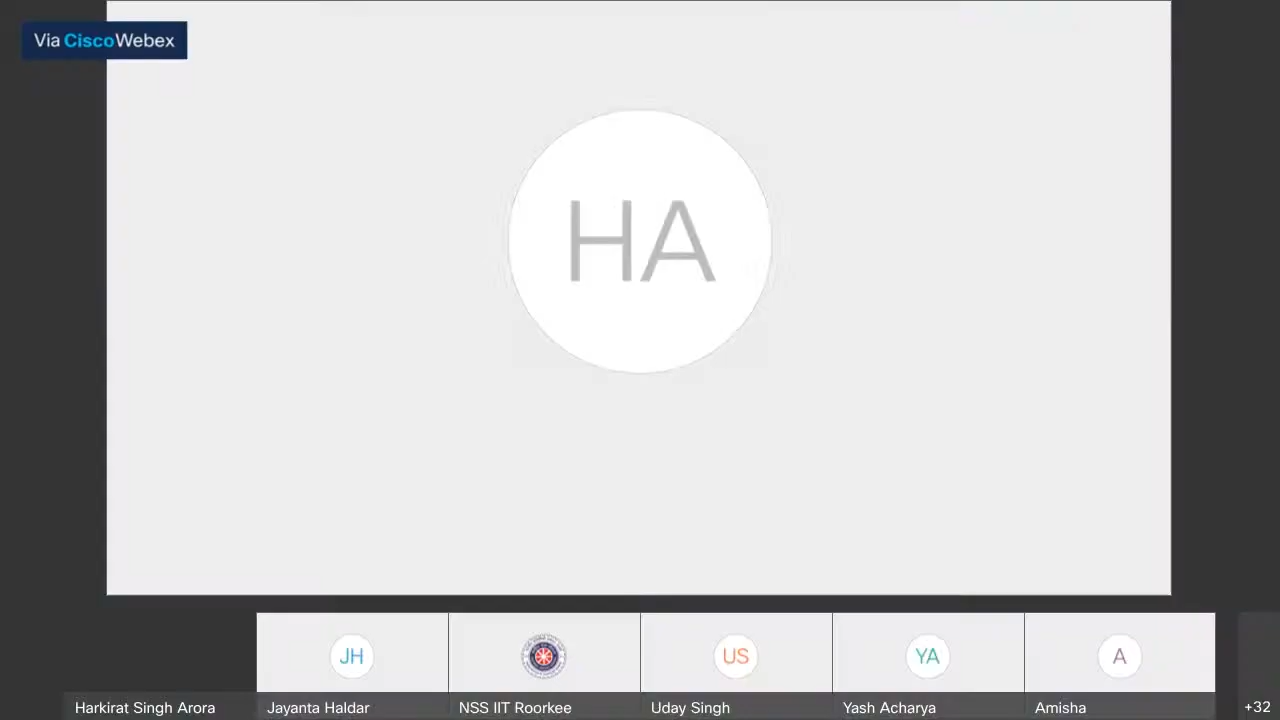 Via CiscoWebex
HA
JH
US
YA
A
Harkirat Singh Arora
Jayanta Haldar
NSS IIT Roorkee
Uday Singh
Yash Acharya
Amisha
+32